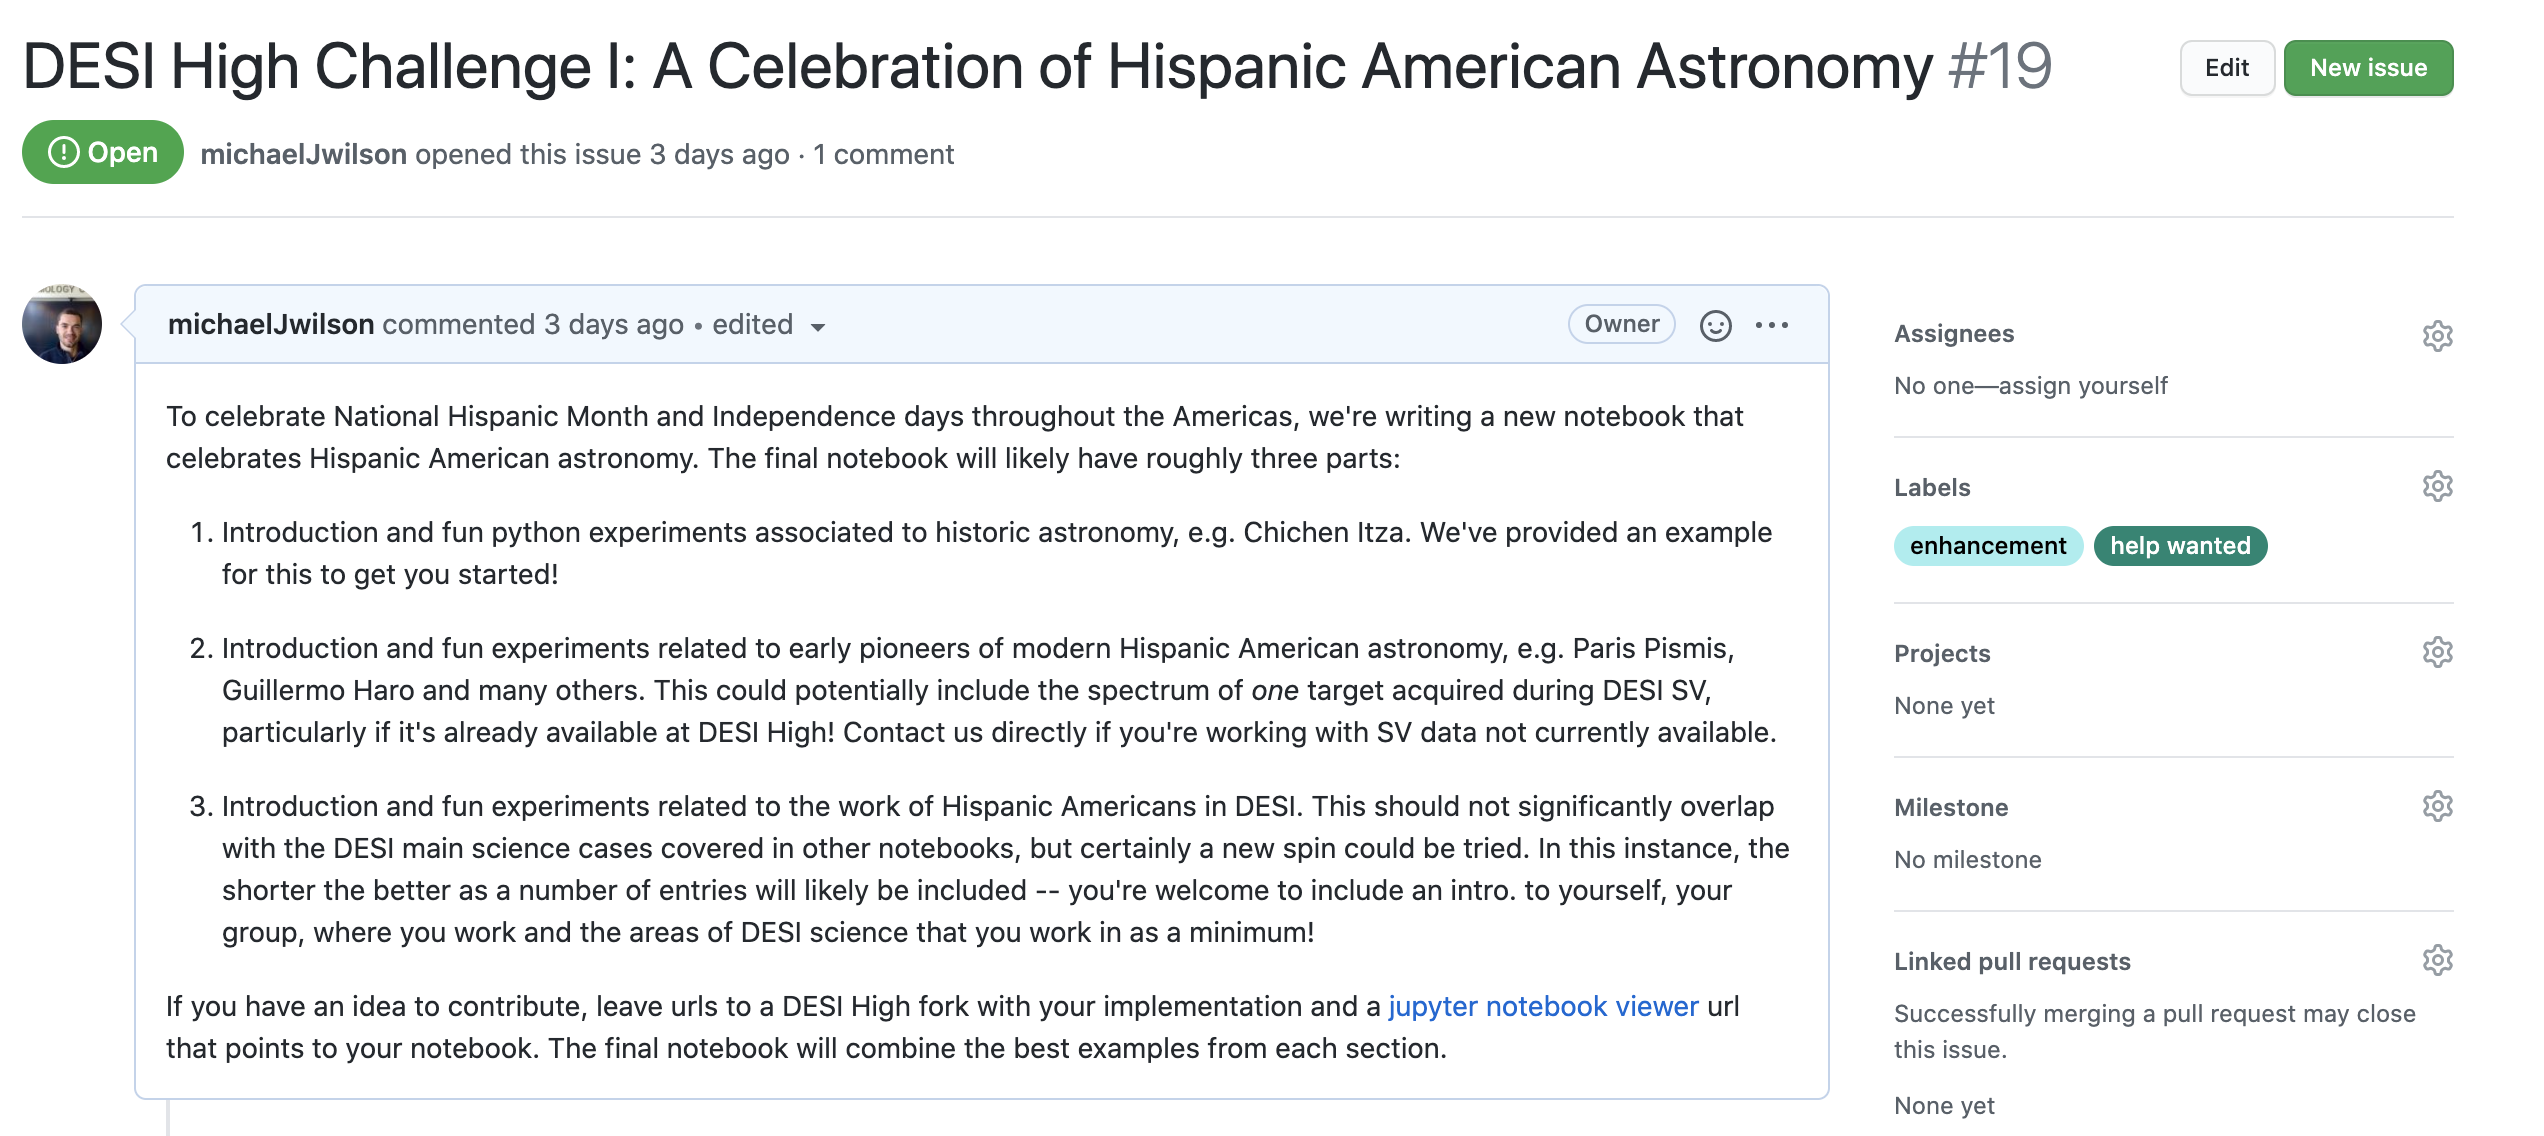 DESI High Challenge I: A Celebration of Hispanic American Astronomy #19
Edit
New issue
Open
michaelJwilson opened this issue 3 days ago · 1 comment
michaelJwilson commented 3 days ago • edited
Owner
To celebrate National Hispanic Month and Independence days throughout the Americas, we're writing a new notebook that
celebrates Hispanic American astronomy. The final notebook will likely have roughly three parts:
1. Introduction and fun python experiments associated to historic astronomy, e.g. Chichen Itza. We've provided an example
for this to get you started!
2. Introduction and fun experiments related to early pioneers of modern Hispanic American astronomy, e.g. Paris Pismis,
Guillermo Haro and many others. This could potentially include the spectrum of one target acquired during DESI SV,
particularly if it's already available at DESI High! Contact us directly if you're working with SV data not currently available.
3. Introduction and fun experiments related to the work of Hispanic Americans in DESI. This should not significantly overlap
with the DESI main science cases covered in other notebooks, but certainly a new spin could be tried. In this instance, the
shorter the better as a number of entries will likely be included -- you're welcome to include an intro. to yourself, your
group, where you work and the areas of DESI science that you work in as a minimum!
If you have an idea to contribute, leave urls to a DESI High fork with your implementation and a jupyter notebook viewer url
that points to your notebook. The final notebook will combine the best examples from each section.
Assignees
No one—assign yourself
Labels
enhancement
help wanted
Projects
None yet
Milestone
No milestone
Linked pull requests
Successfully merging a pull request may close
this issue.
None yet